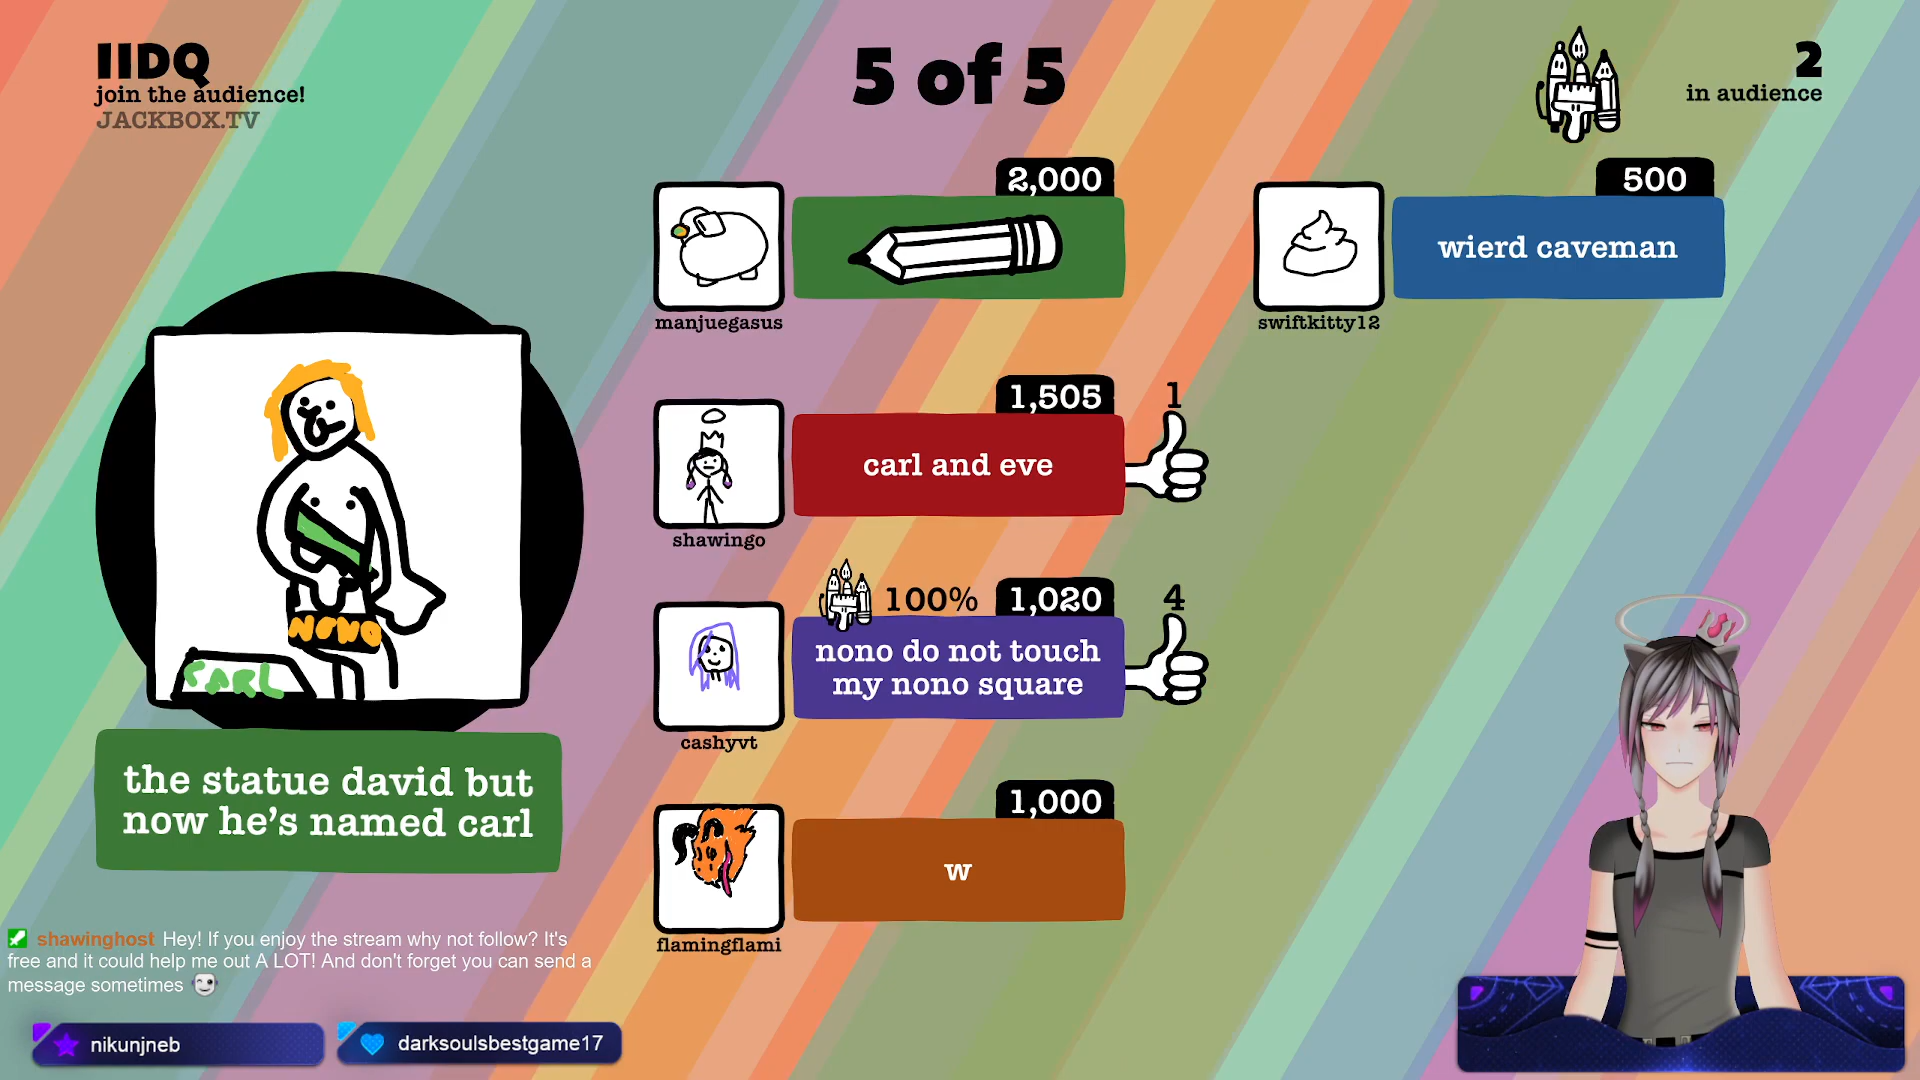 IIDQ
join the audience!
JACKBOX.TV
5 of 5
2
in audience
2,000
manjuegasus
500
wierd caveman
swiftkitty12
1,505
1
carl and eve
shawingo
100%
1,020
4
nono do not touch
my nono square
cashyvt
1,000
w
flamingflami
NONO
CARL
the statue david but
now he's named carl
shawinghost Hey! If you enjoy the stream why not follow? It's
free and it could help me out A LOT! And don't forget you can send a
message sometimes
nikunjneb
darksoulsbestgame17